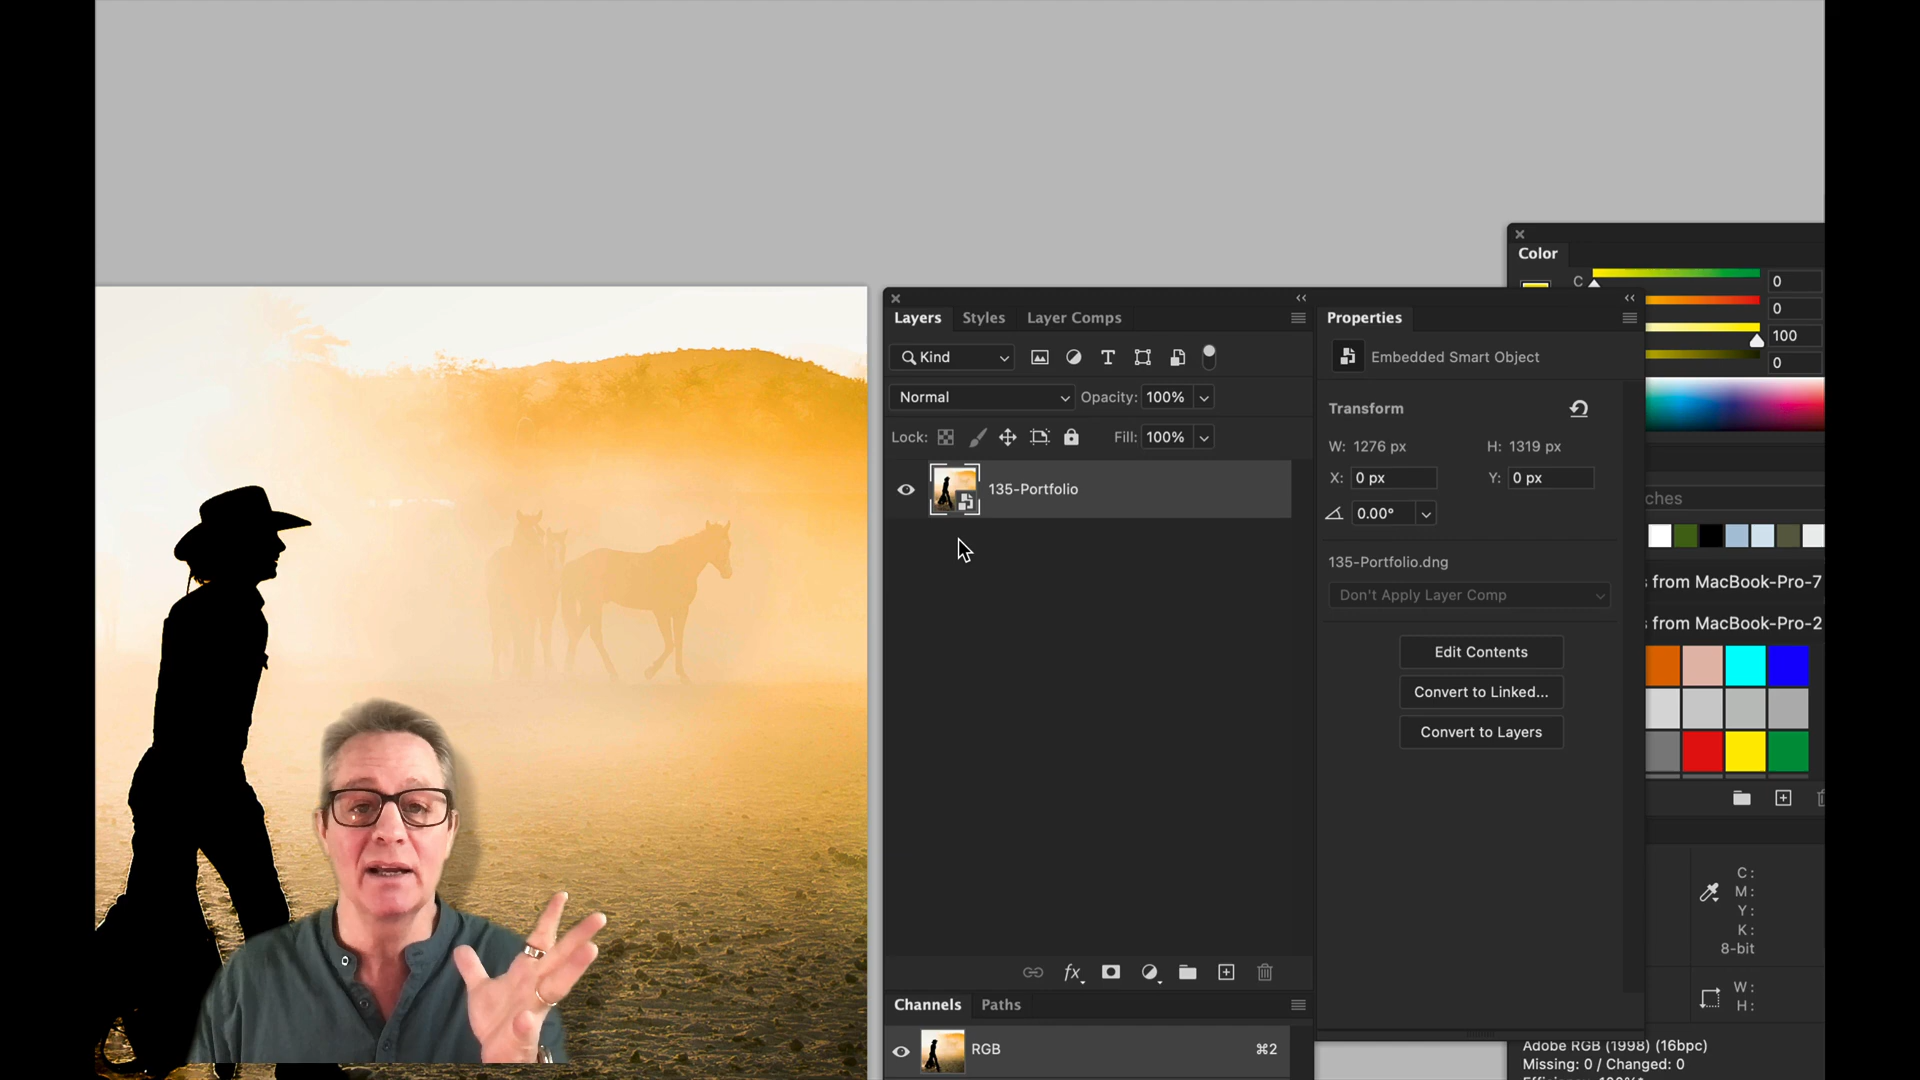 Color
C
0
0
100
0
Layers
Styles
Layer Comps
Kind
Normal
Opacity: 100%
Lock:
Fill: 100%
135-Portfolio
Properties
Embedded Smart Object
Transform
W: 1276 px
H: 1319 px
X: 0 px
Y: 0 px
0.00°
135-Portfolio.dng
Don't Apply Layer Comp
Edit Contents
Convert to Linked...
Convert to Layers
from MacBook-Pro-7
from MacBook-Pro-2
C:
M:
Y:
K:
8-bit
W:
H:
fx
Channels
Paths
RGB
⌘2
Adobe RGB (1998) (16bpc)
Missing: 0 / Changed: 0